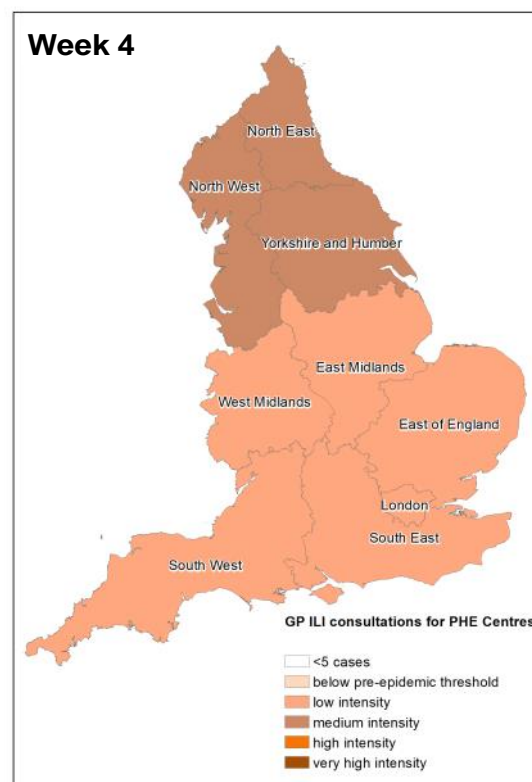 Week 4
North East
North West
Yorkshire and Humber
East Midlands
West Midlands
East of England
London
South East
South West
GP ILI consultations for PHE Centres
<5 cases
below pre-epidemic threshold
low intensity
medium intensity
high intensity
very high intensity